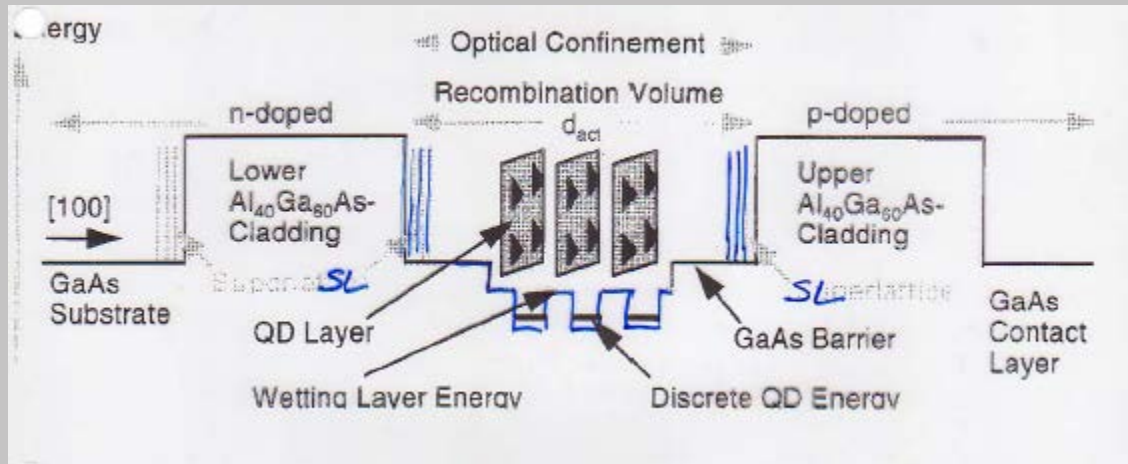 ergy
Optical Confinement
Recombination Volume
n-doped
d_act
p-doped
Lower
Al₄₀Ga₆₀As-
Cladding
Upper
Al₄₀Ga₆₀As-
Cladding
[100]
SL
SL
GaAs
Substrate
QD Layer
GaAs Barrier
GaAs
Contact
Layer
Wetting Layer Energy
Discrete QD Energy